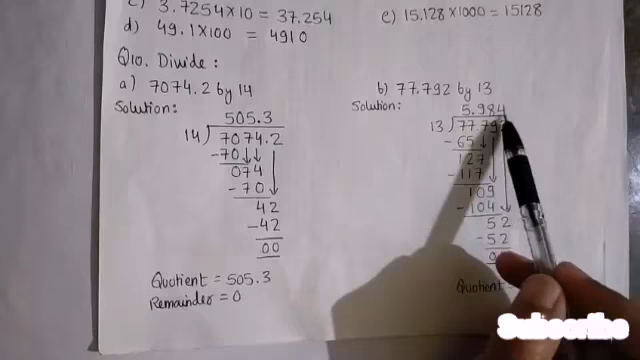 c) 3.7254×10 = 37.254
d) 49.1×100 = 4910
e) 15.128×1000 = 15128
Q10. Divide :
a) 7074.2 by 14
Solution:
505.3
14 ) 7074.2
-70
074
-70
42
-42
00
Quotient = 505.3
Remainder = 0
b) 77.792 by 13
Solution:
5.984
13 ) 77.792
-65
127
-117
109
-104
52
-52
0
Quotient =
Subscribe